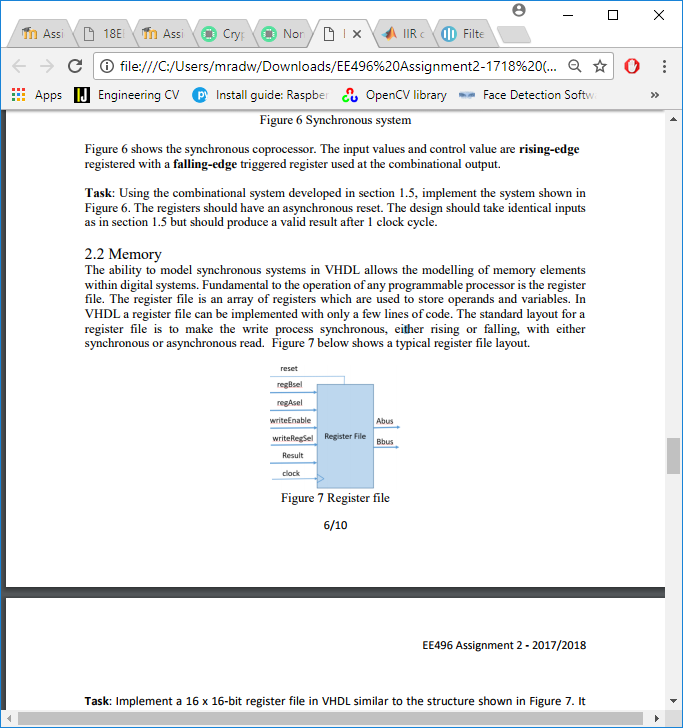 Assi
18E
Assi
Cry
Nor
I
IIR c
Filte
file:///C:/Users/mradw/Downloads/EE496%20Assignment2-1718%20(...
Apps
Engineering CV
Install guide: Raspber
OpenCV library
Face Detection Softw
»
Figure 6 Synchronous system
Figure 6 shows the synchronous coprocessor. The input values and control value are rising-edge
registered with a falling-edge triggered register used at the combinational output.
Task: Using the combinational system developed in section 1.5, implement the system shown in
Figure 6. The registers should have an asynchronous reset. The design should take identical inputs
as in section 1.5 but should produce a valid result after 1 clock cycle.
2.2 Memory
The ability to model synchronous systems in VHDL allows the modelling of memory elements
within digital systems. Fundamental to the operation of any programmable processor is the register
file. The register file is an array of registers which are used to store operands and variables. In
VHDL a register file can be implemented with only a few lines of code. The standard layout for a
register file is to make the write process synchronous, either rising or falling, with either
synchronous or asynchronous read. Figure 7 below shows a typical register file layout.
reset
regBsel
regAsel
writeEnable
writeRegSel
Result
clock
Register File
Abus
Bbus
Figure 7 Register file
6/10
EE496 Assignment 2 - 2017/2018
Task: Implement a 16 x 16-bit register file in VHDL similar to the structure shown in Figure 7. It